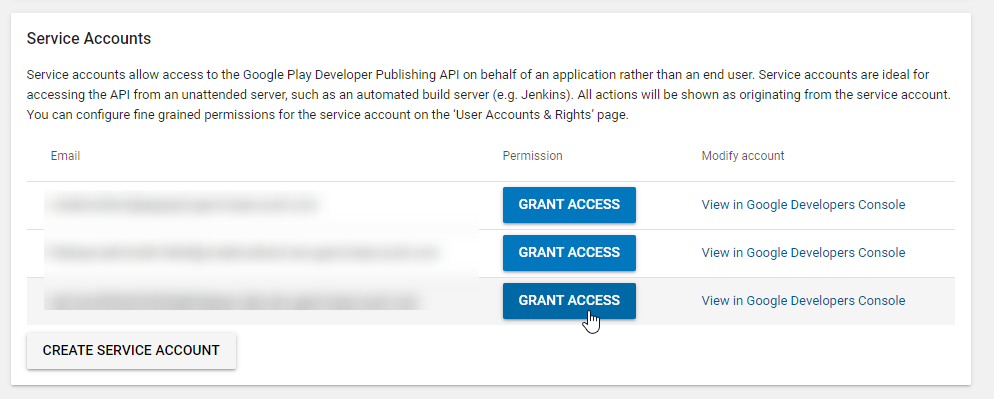 Service Accounts
Service accounts allow access to the Google Play Developer Publishing API on behalf of an application rather than an end user. Service accounts are ideal for
accessing the API from an unattended server, such as an automated build server (e.g. Jenkins). All actions will be shown as originating from the service account.
You can configure fine grained permissions for the service account on the ‘User Accounts & Rights’ page.
Email Permission Modify account
GRANT ACCESS View in Google Developers Console
GRANT ACCESS View in Google Developers Console
GRANT ACCESS View in Google Developers Console
CREATE SERVICE ACCOUNT